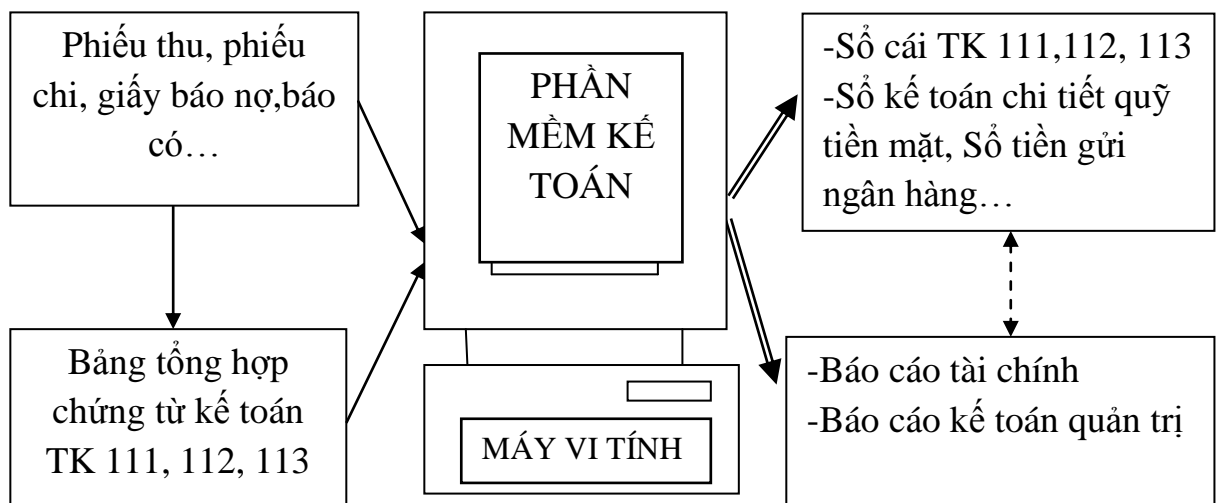 Phiếu thu, phiếu
chi, giấy báo nợ,báo
có…
Bảng tổng hợp
chứng từ kế toán
TK 111, 112, 113
PHẦN
MỀM KẾ
TOÁN
MÁY VI TÍNH
-Sổ cái TK 111,112, 113
-Sổ kế toán chi tiết quỹ
tiền mặt, Sổ tiền gửi
ngân hàng…
-Báo cáo tài chính
-Báo cáo kế toán quản trị